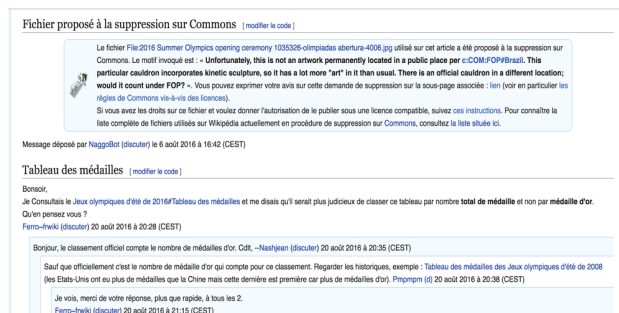 Fichier proposé à la suppression sur Commons [ modifier le code ]
Le fichier File:2016 Summer Olympics opening ceremony 1035326-olimpiadas abertura-4006.jpg utilisé sur cet article a été proposé à la suppression sur
Commons. Le motif invoqué est : « Unfortunately, this is not an artwork permanently located in a public place per c:COM:FOP#Brazil. This
particular cauldron incorporates kinetic sculpture, so it has a lot more "art" in it than usual. There is an official cauldron in a different location;
would it count under FOP? ». Vous pouvez exprimer votre avis sur cette demande de suppression sur la sous-page associée : lien (voir en particulier les
règles de Commons vis-à-vis des licences).
Si vous avez les droits sur ce fichier et voulez donner l'autorisation de le publier sous une licence compatible, suivez ces instructions. Pour connaître la
liste complète de fichiers utilisés sur Wikipédia actuellement en procédure de suppression sur Commons, consultez la liste située ici.
Message déposé par NaggoBot (discuter) le 6 août 2016 à 16:42 (CEST)
Tableau des médailles [ modifier le code ]
Bonsoir,
Je Consultais le Jeux olympiques d'été de 2016#Tableau des médailles et me disais qu'il serait plus judicieux de classer ce tableau par nombre total de médaille et non par médaille d'or.
Qu'en pensez vous ?
Ferro–frwiki (discuter) 20 août 2016 à 20:28 (CEST)
Bonjour, le classement officiel compte le nombre de médailles d'or. Cdlt, --Nashjean (discuter) 20 août 2016 à 20:35 (CEST)
Sauf que officiellement c'est le nombre de médaille d'or qui compte pour ce classement. Regarder les historiques, exemple : Tableau des médailles des Jeux olympiques d'été de 2008
(les Etats-Unis ont eu plus de médailles que la Chine mais cette dernière est première car plus de médailles d'or). Pmpmpm (d) 20 août 2016 à 20:38 (CEST)
Je vois, merci de votre réponse, plus que rapide, à tous les 2.
Ferro–frwiki (discuter) 20 août 2016 à 21:15 (CEST)